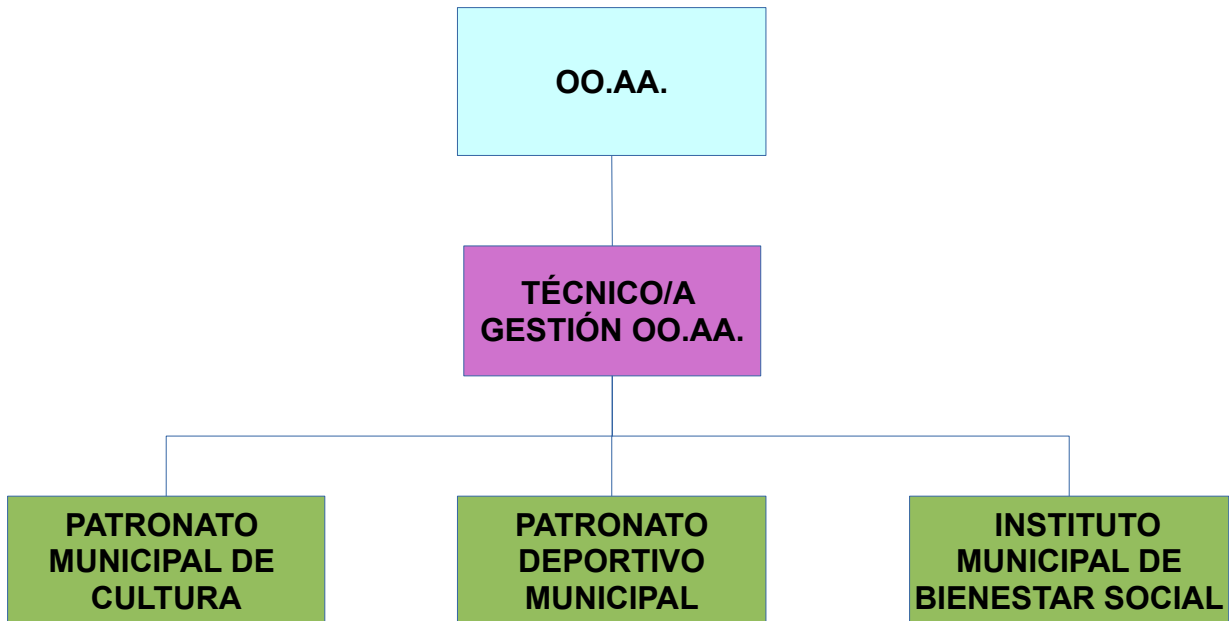 OO.AA.
TÉCNICO/A
GESTIÓN OO.AA.
PATRONATO
MUNICIPAL DE
CULTURA
PATRONATO
DEPORTIVO
MUNICIPAL
INSTITUTO
MUNICIPAL DE
BIENESTAR SOCIAL